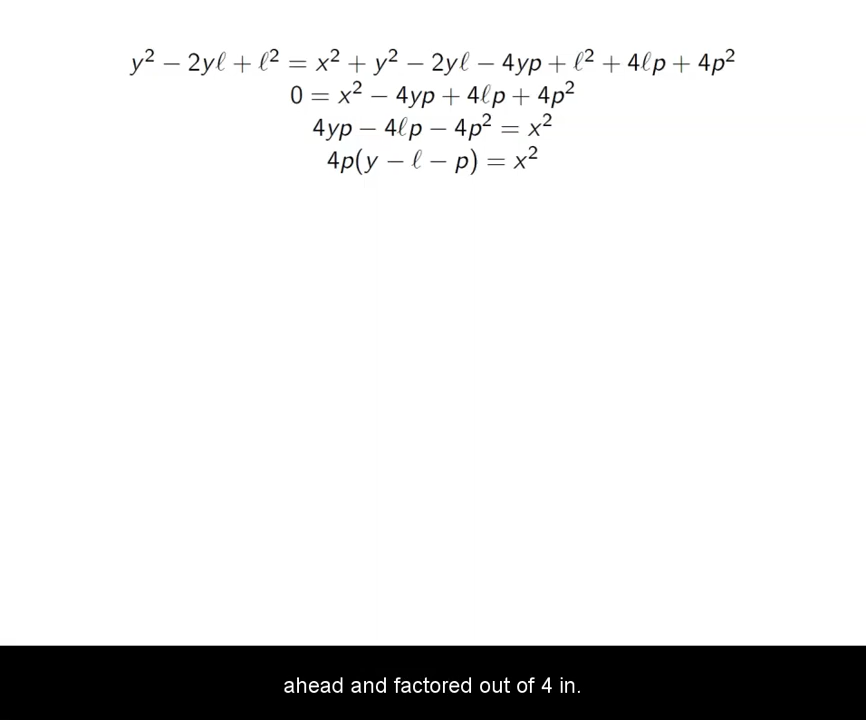 y² − 2yℓ + ℓ² = x² + y² − 2yℓ − 4yp + ℓ² + 4ℓp + 4p²
0 = x² − 4yp + 4ℓp + 4p²
4yp − 4ℓp − 4p² = x²
4p(y − ℓ − p) = x²
ahead and factored out of 4 in.